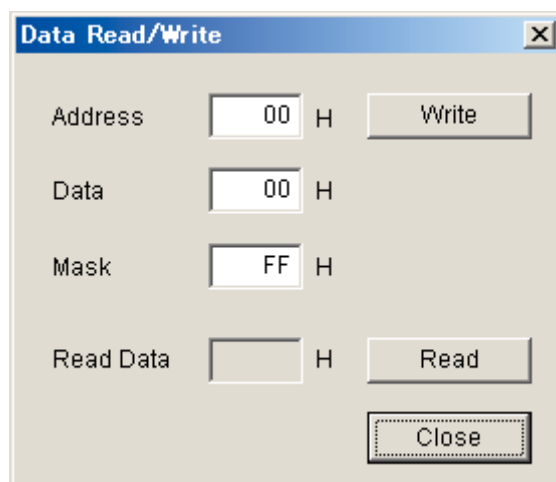 Data Read/Write
Address 00 H Write
Data 00 H
Mask FF H
Read Data H Read
Close